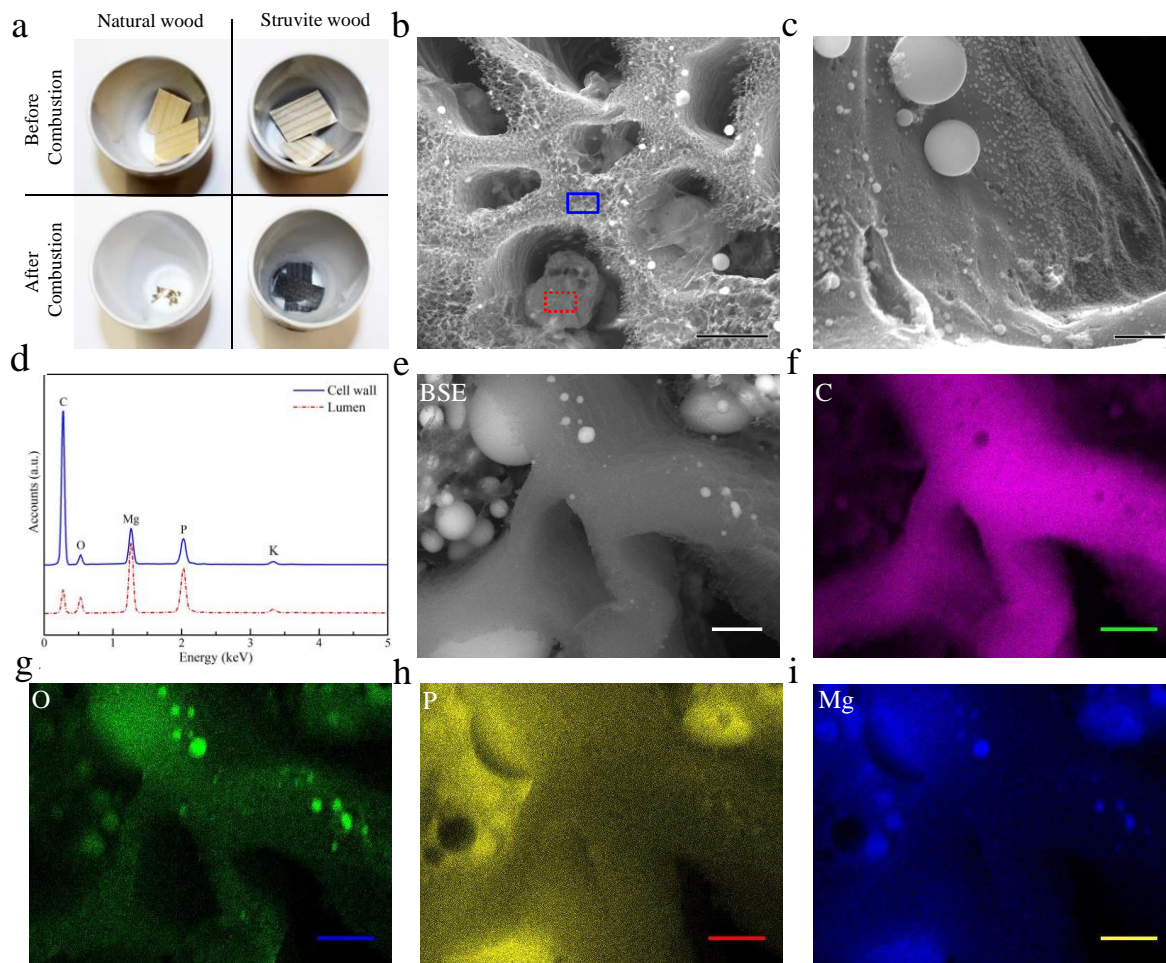 a
Natural wood
Struvite wood
Before
Combustion
After
Combustion
b
c
d
Cell wall
Lumen
C
O
Mg
P
K
Accounts (a.u.)
0
1
2
3
4
5
Energy (keV)
e
BSE
f
C
g
O
h
P
i
Mg